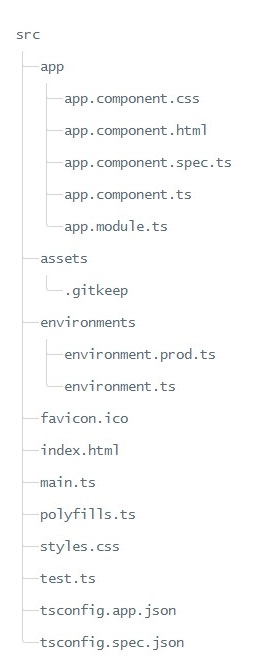 src
app
app.component.css
app.component.html
app.component.spec.ts
app.component.ts
app.module.ts
assets
.gitkeep
environments
environment.prod.ts
environment.ts
favicon.ico
index.html
main.ts
polyfills.ts
styles.css
test.ts
tsconfig.app.json
tsconfig.spec.json